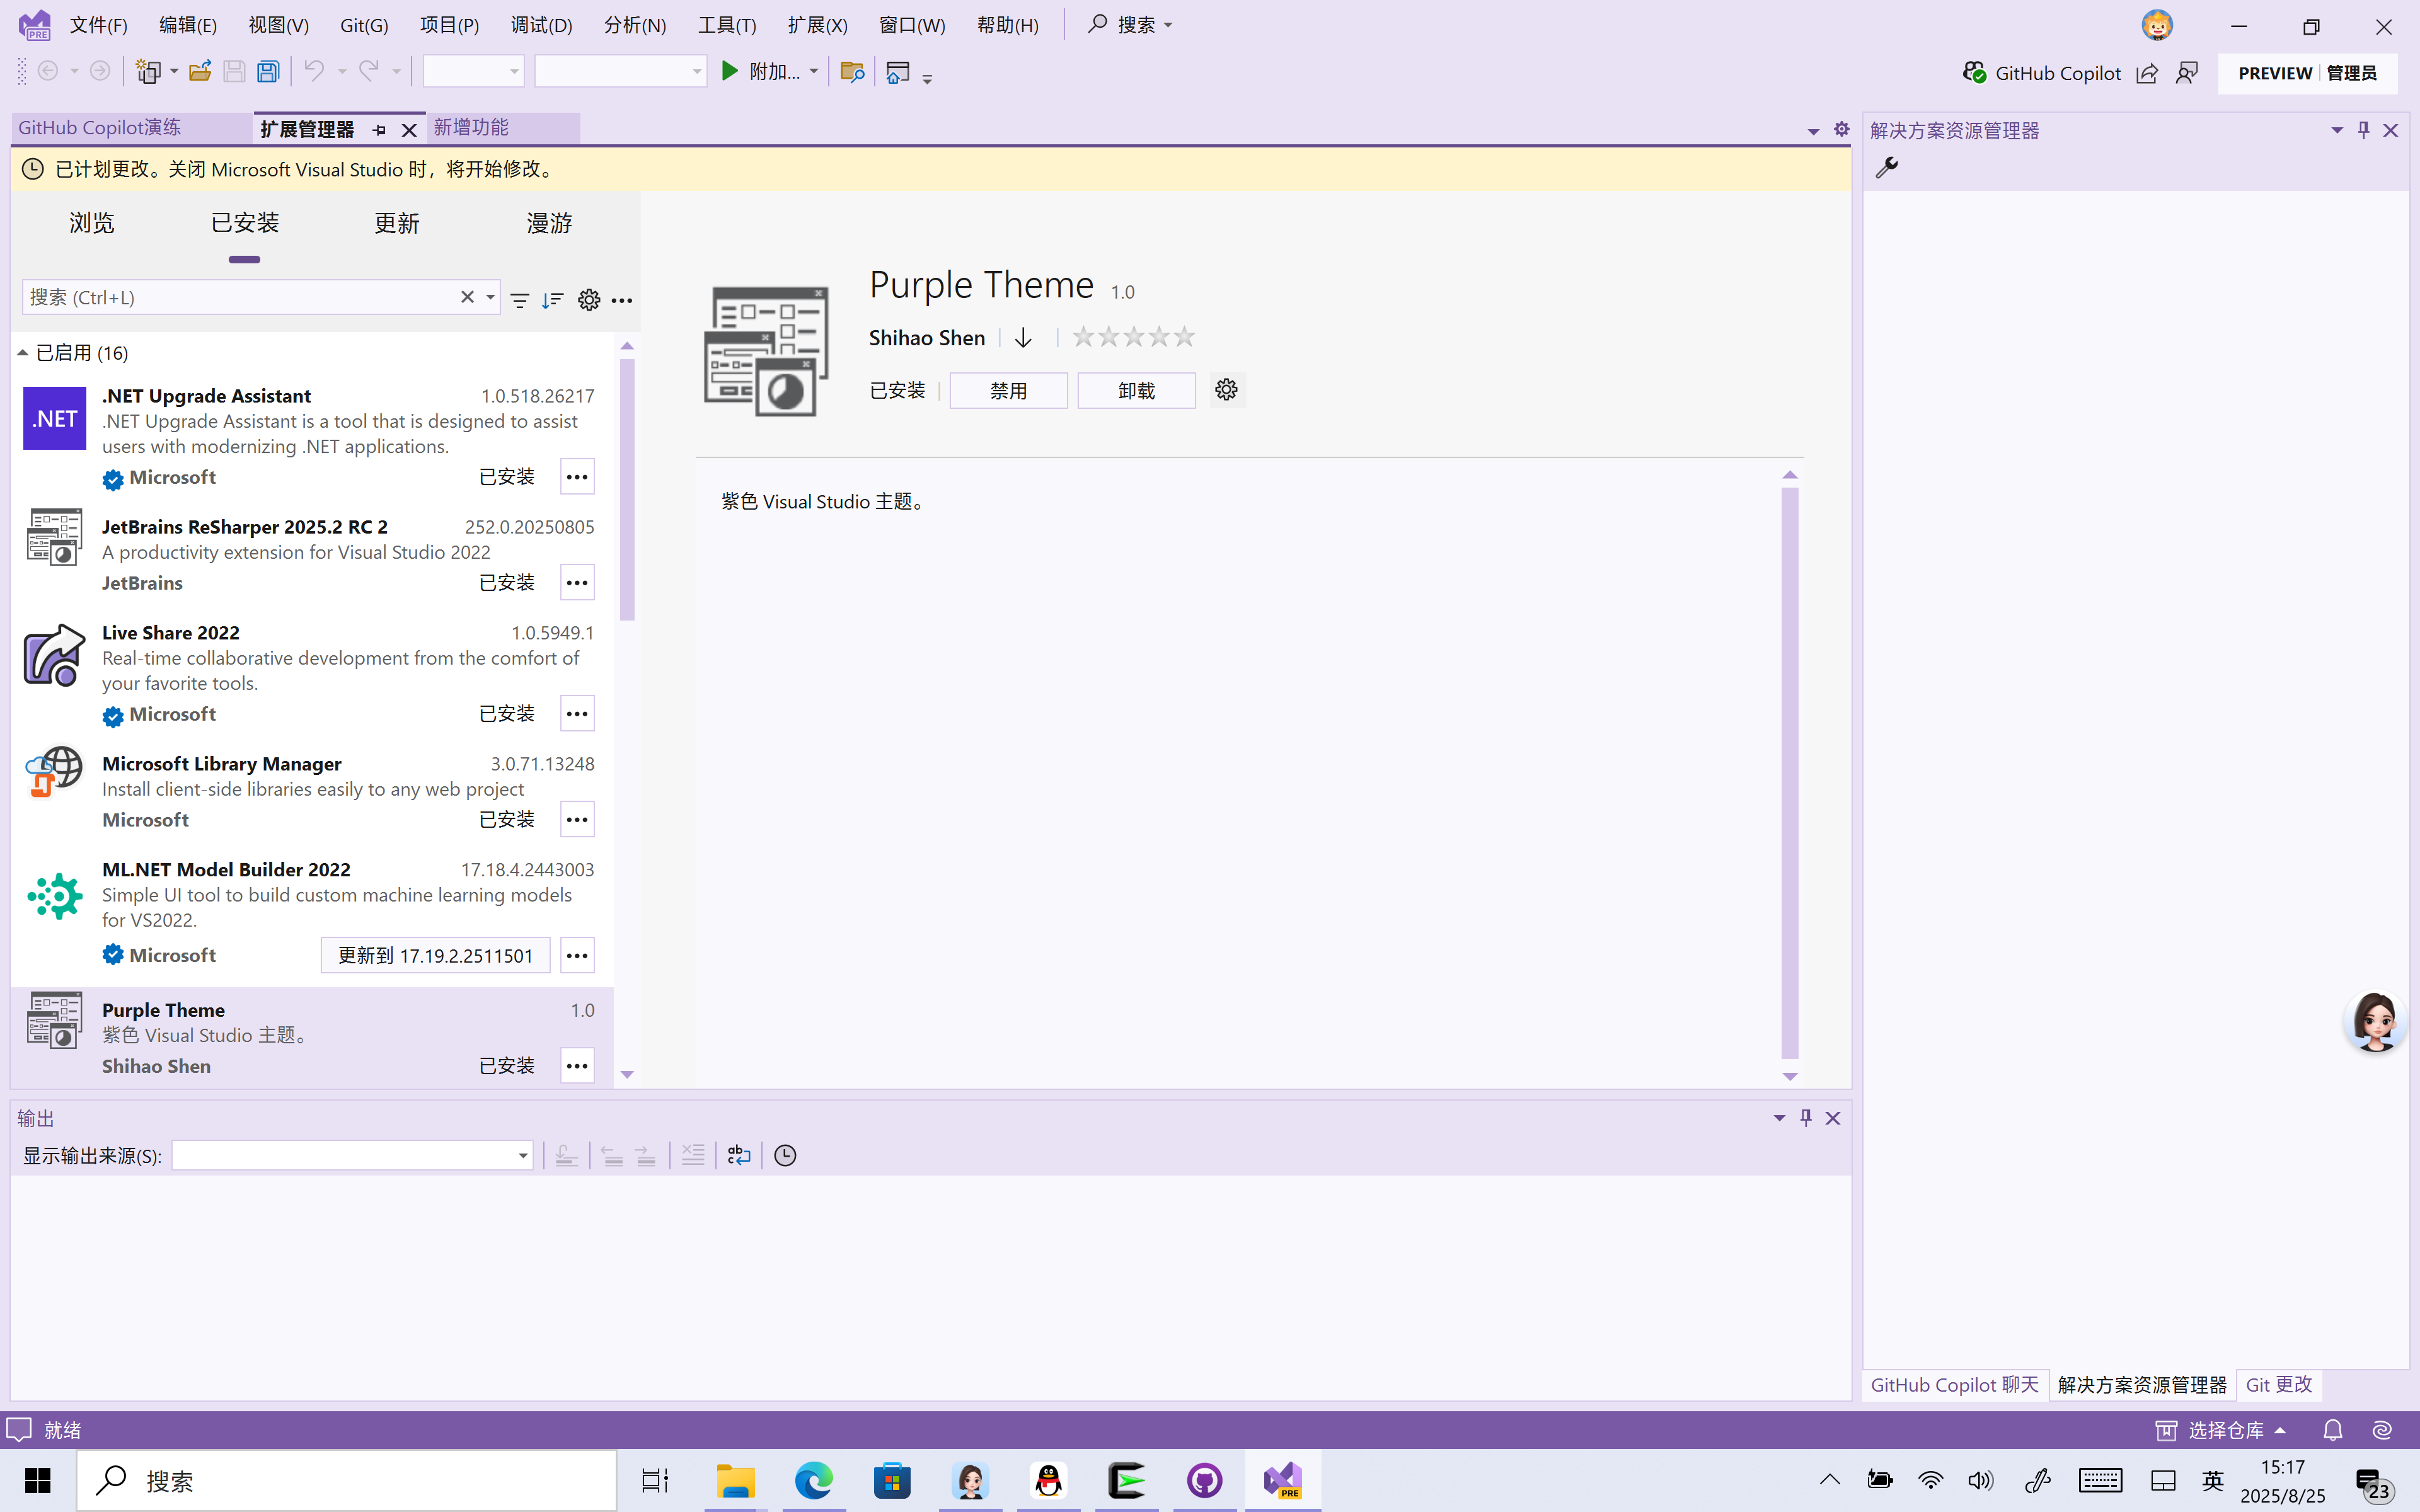 文件(F) 编辑(E) 视图(V) Git(G) 项目(P) 调试(D) 分析(N) 工具(T) 扩展(X) 窗口(W) 帮助(H) 搜索
附加... GitHub Copilot PREVIEW 管理员
GitHub Copilot演练 扩展管理器 新增功能
已计划更改。关闭 Microsoft Visual Studio 时，将开始修改。
浏览 已安装 更新 漫游
搜索 (Ctrl+L)
已启用 (16)
.NET
.NET Upgrade Assistant 1.0.518.26217
.NET Upgrade Assistant is a tool that is designed to assist
users with modernizing .NET applications.
Microsoft 已安装
JetBrains ReSharper 2025.2 RC 2 252.0.20250805
A productivity extension for Visual Studio 2022
JetBrains 已安装
Live Share 2022 1.0.5949.1
Real-time collaborative development from the comfort of
your favorite tools.
Microsoft 已安装
Microsoft Library Manager 3.0.71.13248
Install client-side libraries easily to any web project
Microsoft 已安装
ML.NET Model Builder 2022 17.18.4.2443003
Simple UI tool to build custom machine learning models
for VS2022.
Microsoft 更新到 17.19.2.2511501
Purple Theme 1.0
紫色 Visual Studio 主题。
Shihao Shen 已安装
Purple Theme 1.0
Shihao Shen
已安装 禁用 卸载
紫色 Visual Studio 主题。
解决方案资源管理器
输出
显示输出来源(S):
GitHub Copilot 聊天 解决方案资源管理器 Git 更改
就绪 选择仓库
搜索 PRE 英 15:17
2025/8/25 23